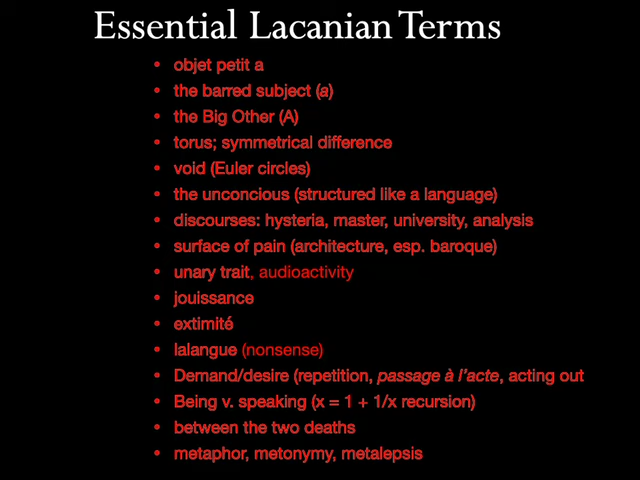 Essential Lacanian Terms
• objet petit a
• the barred subject (a)
• the Big Other (A)
• torus; symmetrical difference
• void (Euler circles)
• the unconcious (structured like a language)
• discourses: hysteria, master, university, analysis
• surface of pain (architecture, esp. baroque)
• unary trait, audioactivity
• jouissance
• extimité
• lalangue (nonsense)
• Demand/desire (repetition, passage à l’acte, acting out
• Being v. speaking (x = 1 + 1/x recursion)
• between the two deaths
• metaphor, metonymy, metalepsis